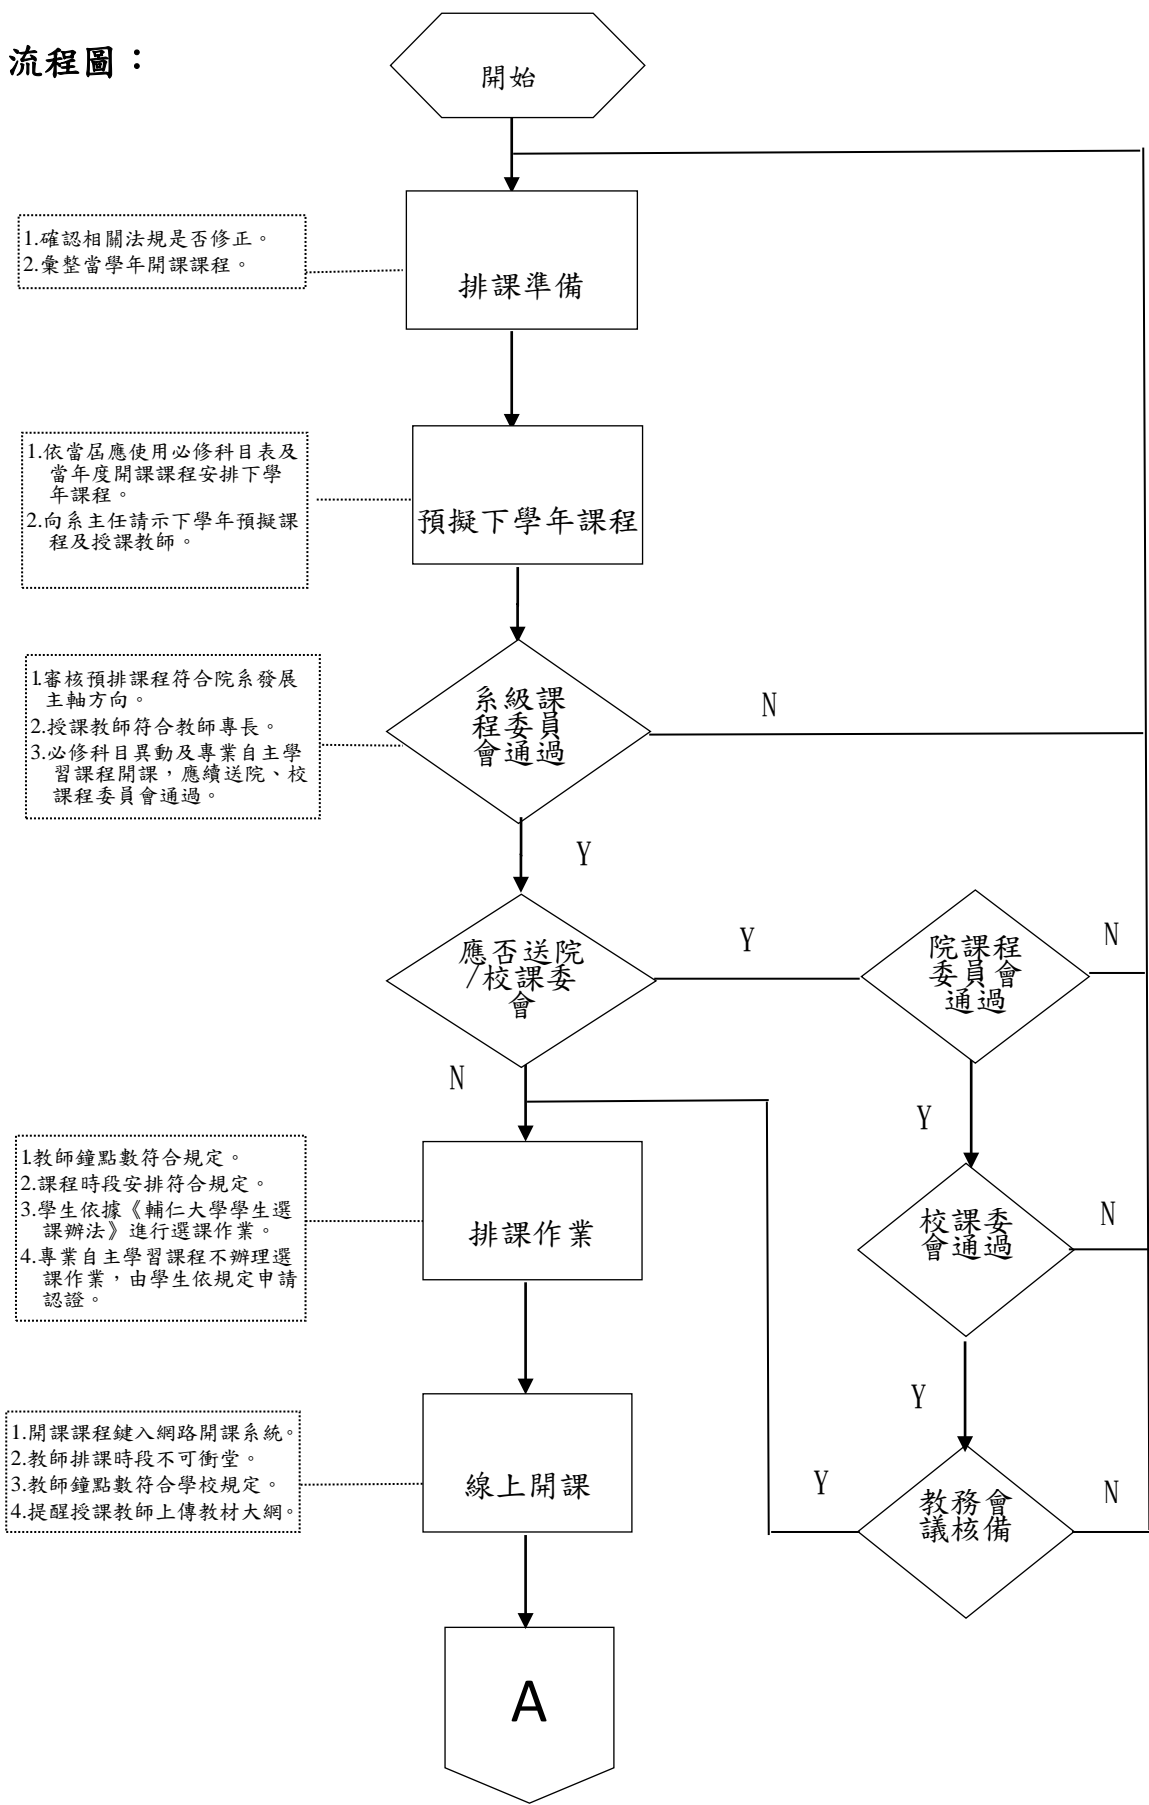 流程圖：
開始
1.確認相關法規是否修正。
2.彙整當學年開課課程。
排課準備
1.依當屆應使用必修科目表及
當年度開課課程安排下學
年課程。
2.向系主任請示下學年預擬課
程及授課教師。
預擬下學年課程
1.審核預排課程符合院系發展
主軸方向。
2.授課教師符合教師專長。
3.必修科目異動及專業自主學
習課程開課，應續送院、校
課程委員會通過。
系級課
程委員
會通過
N
Y
應否送院
/校課委
會
Y
院課程
委員會
通過
N
N
Y
1.教師鐘點數符合規定。
2.課程時段安排符合規定。
3.學生依據《輔仁大學學生選
課辦法》進行選課作業。
4.專業自主學習課程不辦理選
課作業，由學生依規定申請
認證。
排課作業
校課委
會通過
N
Y
1.開課課程鍵入網路開課系統。
2.教師排課時段不可衝堂。
3.教師鐘點數符合學校規定。
4.提醒授課教師上傳教材大網。
線上開課
Y
教務會
議核備
N
A